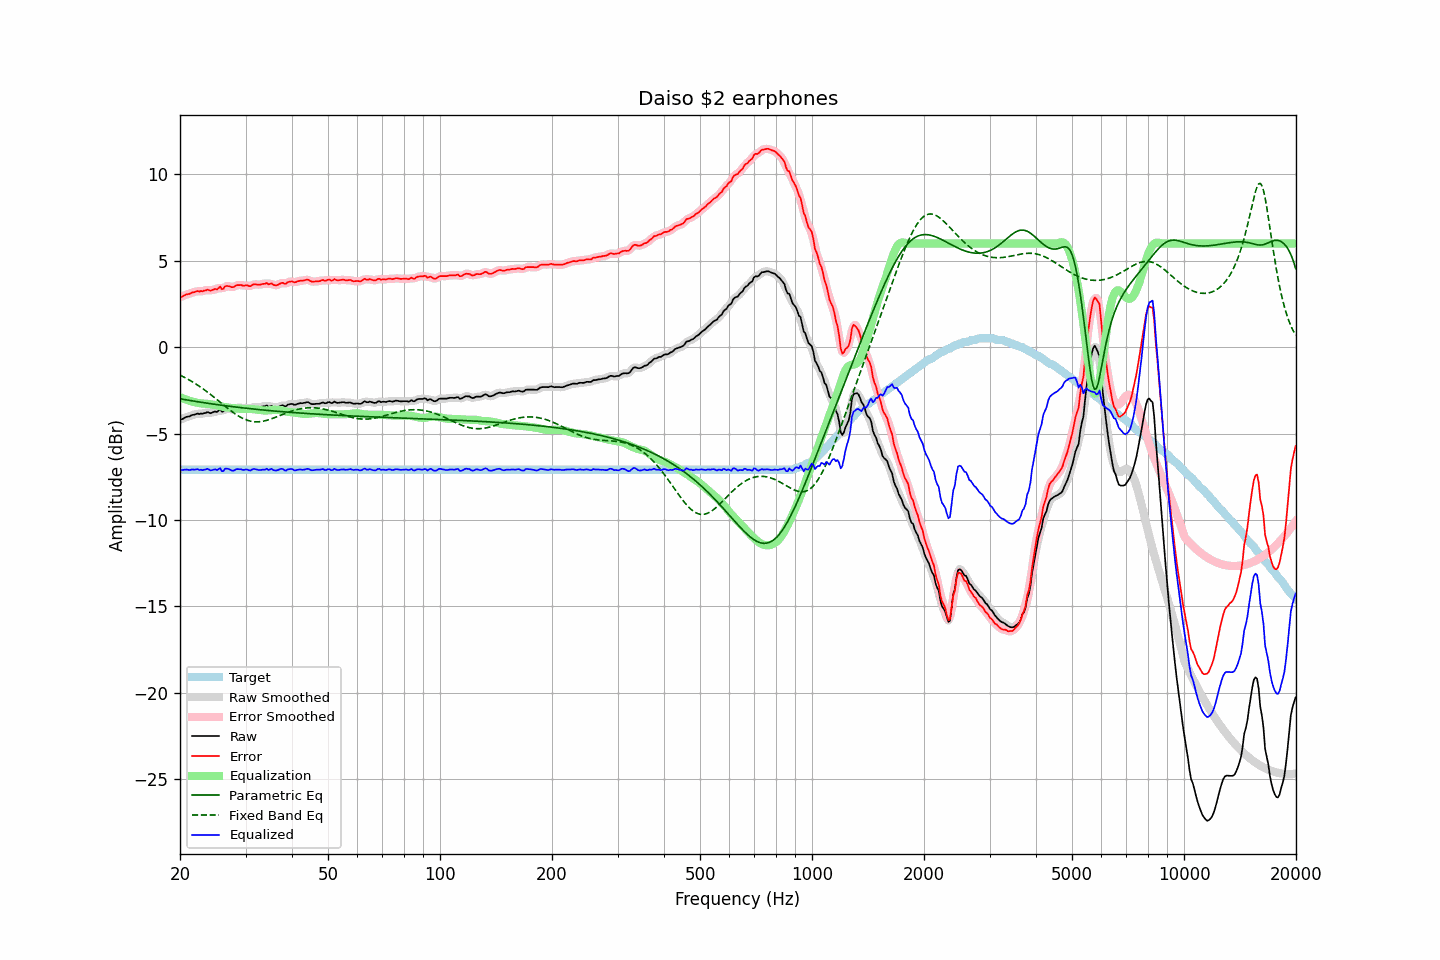 Daiso $2 earphones
10
5
0
−5
−10
−15
−20
−25
Amplitude (dBr)
Target
Raw Smoothed
Error Smoothed
Raw
Error
Equalization
Parametric Eq
Fixed Band Eq
Equalized
20 50 100 200 500 1000 2000 5000 10000 20000
Frequency (Hz)